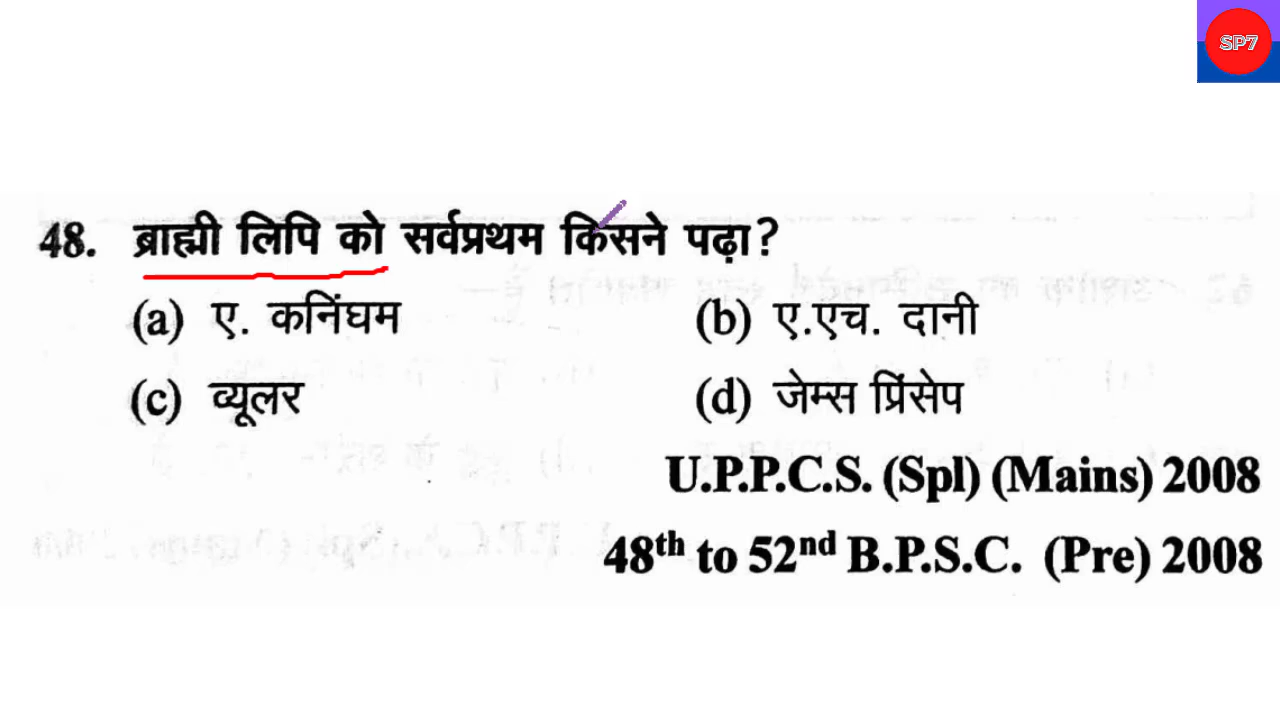 SP7
48. ब्राह्मी लिपि को सर्वप्रथम किसने पढ़ा?
(a) ए. कनिंघम (b) ए.एच. दानी
(c) व्यूलर (d) जेम्स प्रिंसेप
U.P.P.C.S. (Spl) (Mains) 2008
48th to 52nd B.P.S.C. (Pre) 2008